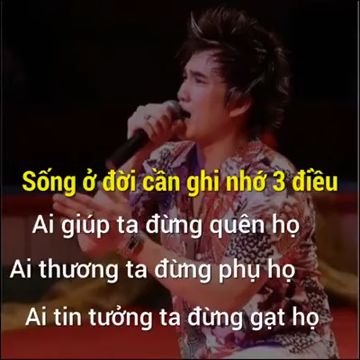 Sống ở đời cần ghi nhớ 3 điều
Ai giúp ta đừng quên họ
Ai thương ta đừng phụ họ
Ai tin tưởng ta đừng gạt họ